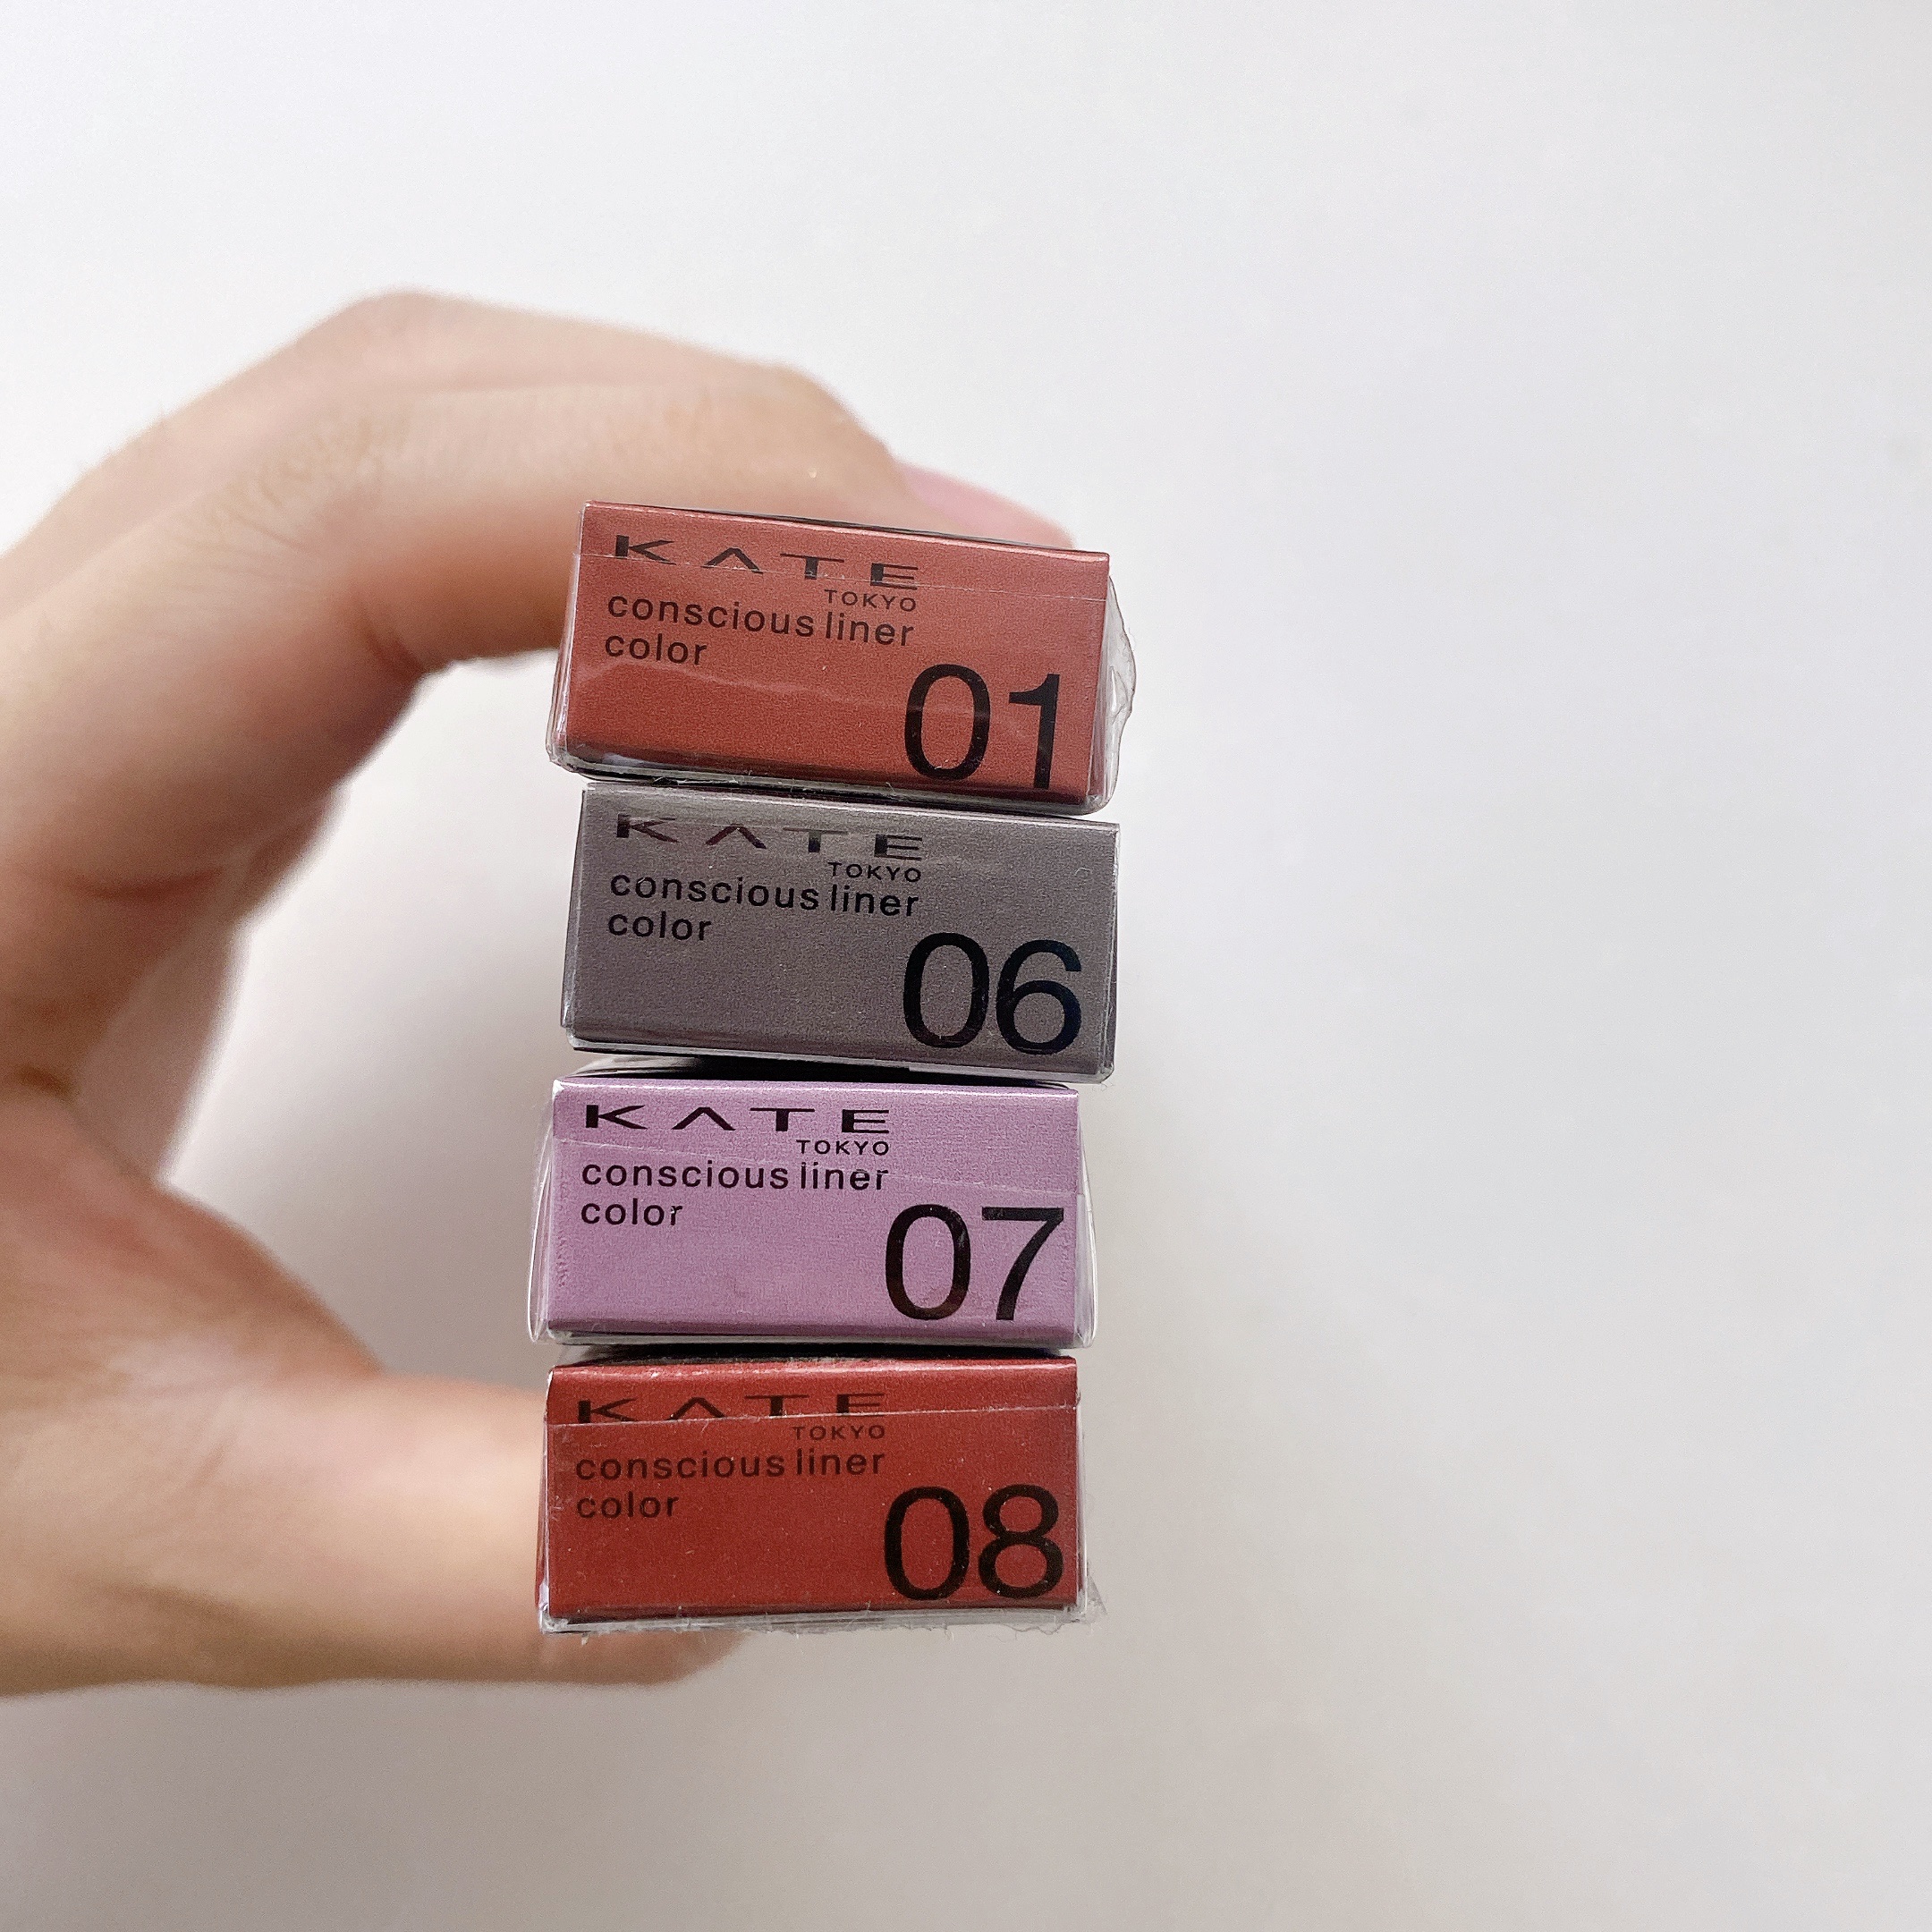 KATE
TOKYO
conscious liner
color
01
KATE
TOKYO
conscious liner
color
06
KATE
TOKYO
conscious liner
color
07
KATE
TOKYO
conscious liner
color
08